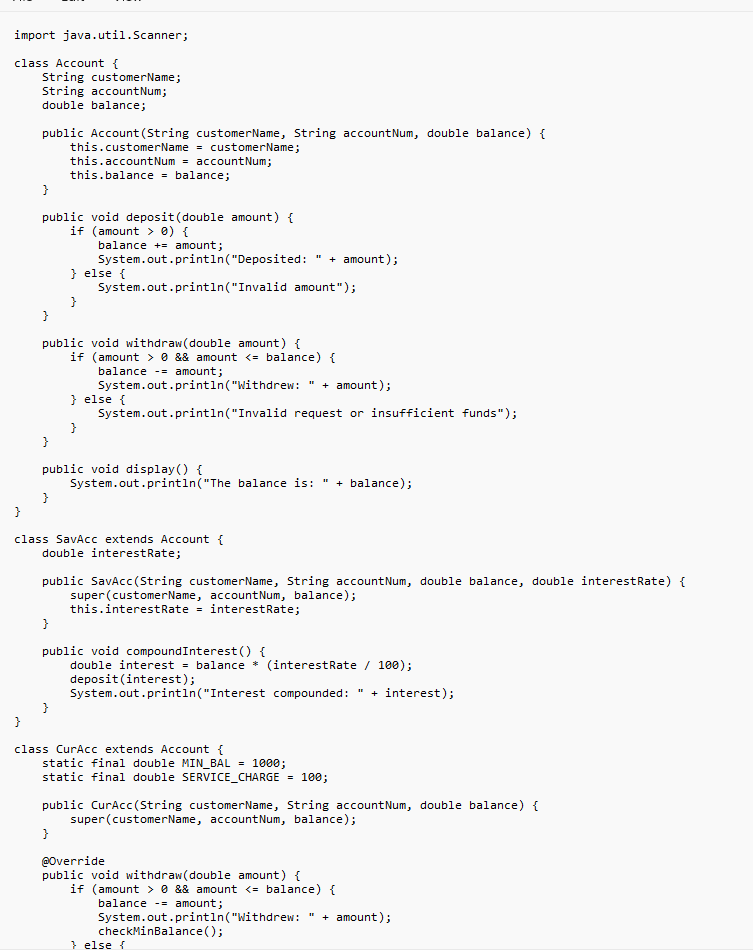 File Edit View
import java.util.Scanner;

class Account {
    String customerName;
    String accountNum;
    double balance;

    public Account(String customerName, String accountNum, double balance) {
        this.customerName = customerName;
        this.accountNum = accountNum;
        this.balance = balance;
    }

    public void deposit(double amount) {
        if (amount > 0) {
            balance += amount;
            System.out.println("Deposited: " + amount);
        } else {
            System.out.println("Invalid amount");
        }
    }

    public void withdraw(double amount) {
        if (amount > 0 && amount <= balance) {
            balance -= amount;
            System.out.println("Withdrew: " + amount);
        } else {
            System.out.println("Invalid request or insufficient funds");
        }
    }

    public void display() {
        System.out.println("The balance is: " + balance);
    }
}

class SavAcc extends Account {
    double interestRate;

    public SavAcc(String customerName, String accountNum, double balance, double interestRate) {
        super(customerName, accountNum, balance);
        this.interestRate = interestRate;
    }

    public void compoundInterest() {
        double interest = balance * (interestRate / 100);
        deposit(interest);
        System.out.println("Interest compounded: " + interest);
    }
}

class CurAcc extends Account {
    static final double MIN_BAL = 1000;
    static final double SERVICE_CHARGE = 100;

    public CurAcc(String customerName, String accountNum, double balance) {
        super(customerName, accountNum, balance);
    }

    @Override
    public void withdraw(double amount) {
        if (amount > 0 && amount <= balance) {
            balance -= amount;
            System.out.println("Withdrew: " + amount);
            checkMinBalance();
        } else {